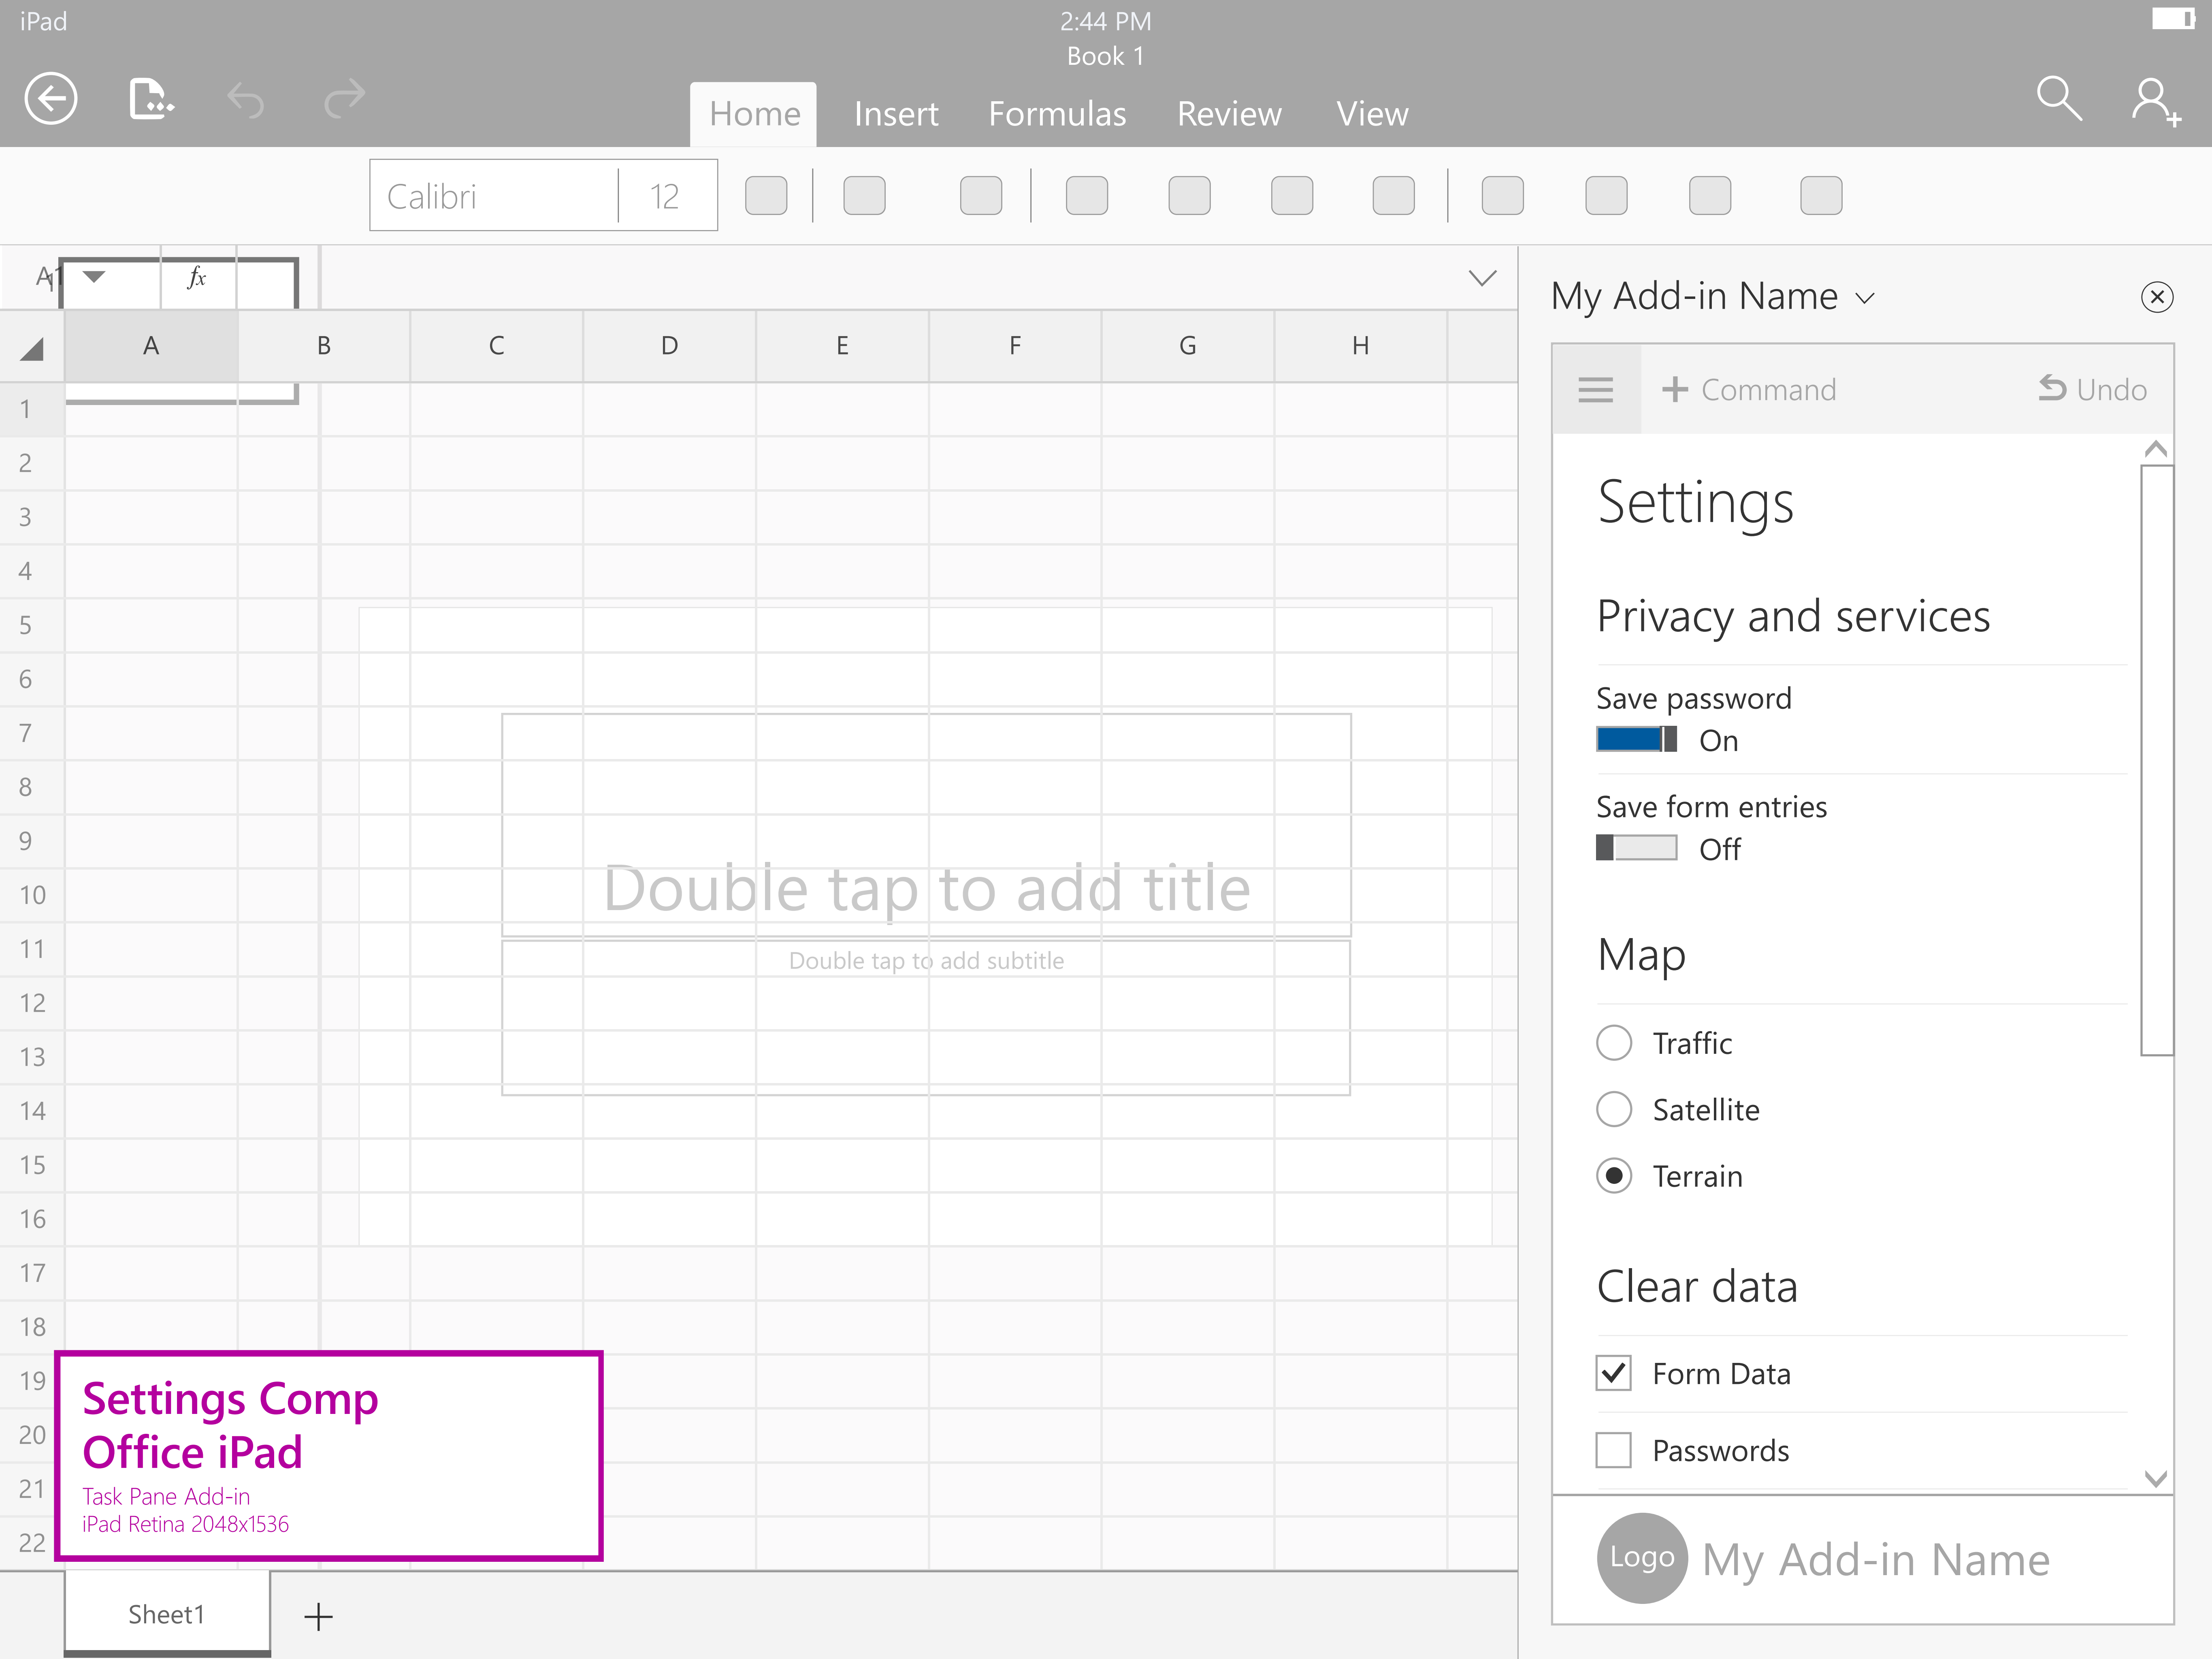 iPad
2:44 PM
Book 1
Home Insert Formulas Review View
Calibri 12
A1 fx
1
A B C D E F G H
1
2
3
4
5
6
7
8
9
10
11
12
13
14
15
16
17
18
19
20
21
22
Double tap to add title
Double tap to add subtitle
Settings Comp
Office iPad
Task Pane Add-in
iPad Retina 2048x1536
Sheet1
My Add-in Name
Command Undo
Settings
Privacy and services
Save password
On
Save form entries
Off
Map
Traffic
Satellite
Terrain
Clear data
Form Data
Passwords
Logo My Add-in Name